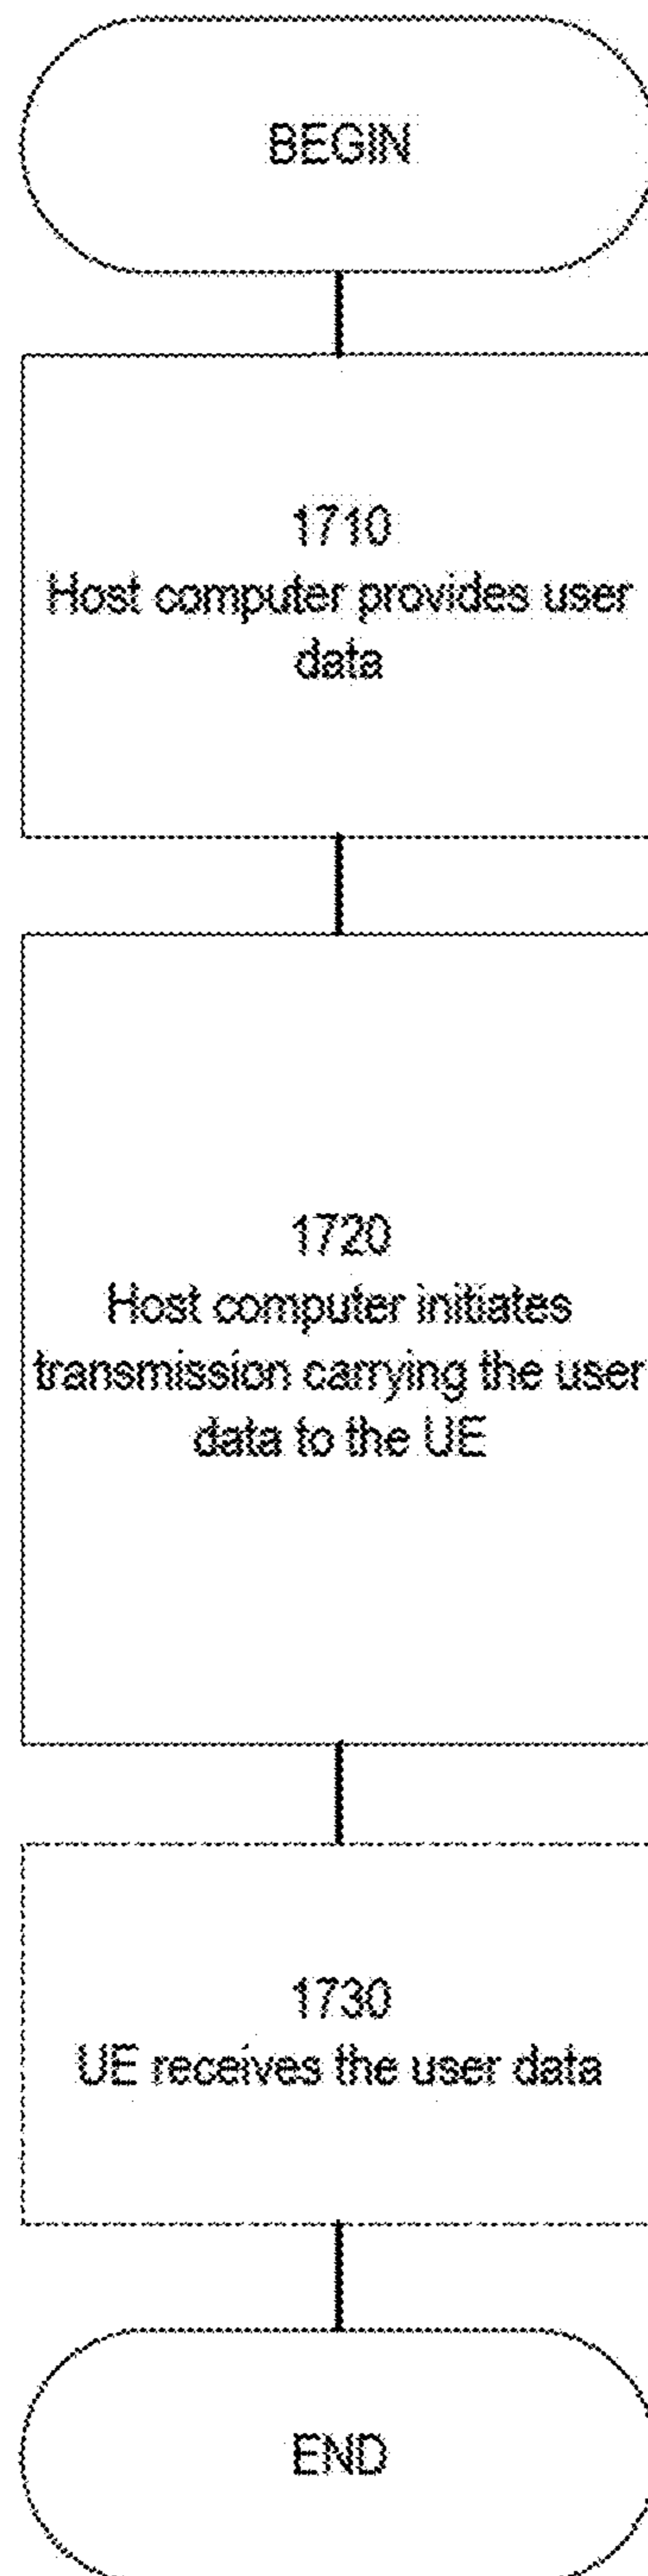 BEGIN
1710
Host computer provides user
data
1720
Host computer initiates
transmission carrying the user
data to the UE
1730
UE receives the user data
END